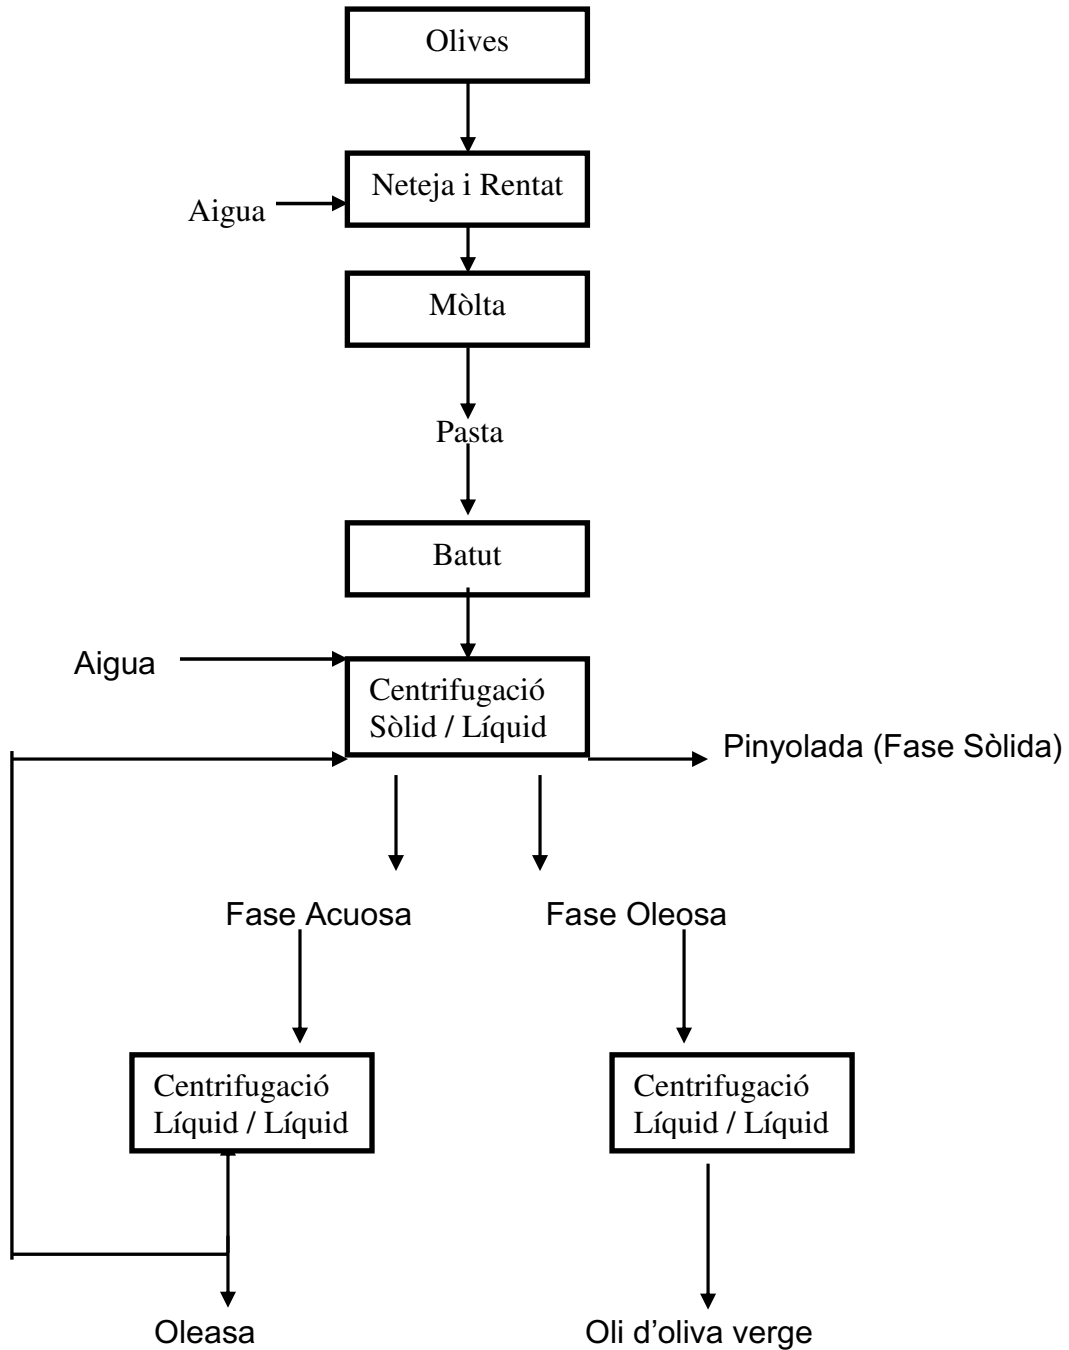 Olives
Neteja i Rentat
Aigua
Mòlta
Pasta
Batut
Aigua
Centrifugació
Sòlid / Líquid
Pinyolada (Fase Sòlida)
Fase Acuosa
Fase Oleosa
Centrifugació
Líquid / Líquid
Centrifugació
Líquid / Líquid
Oleasa
Oli d'oliva verge